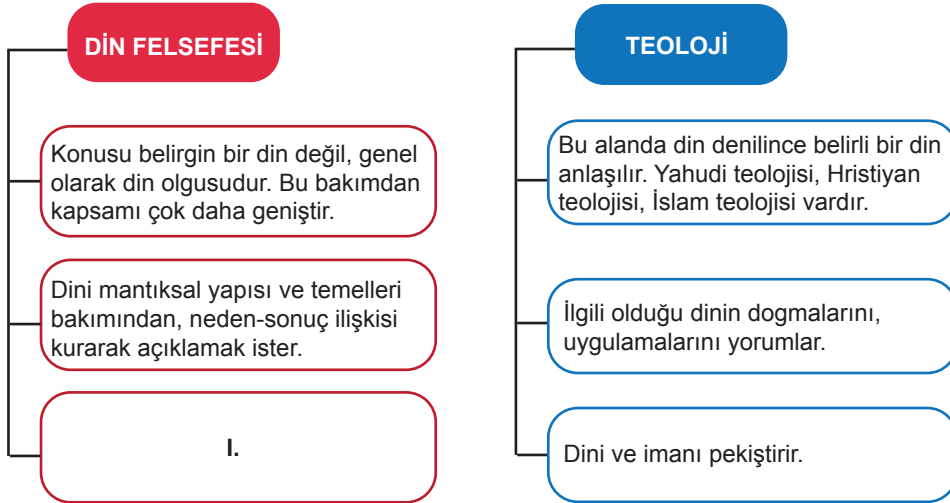 DİN FELSEFESİ
Konusu belirgin bir din değil, genel
olarak din olgusudur. Bu bakımdan
kapsamı çok daha geniştir.
Dini mantıksal yapısı ve temelleri
bakımından, neden-sonuç ilişkisi
kurarak açıklamak ister.
I.
TEOLOJİ
Bu alanda din denilince belirli bir din
anlaşılır. Yahudi teolojisi, Hristiyan
teolojisi, İslam teolojisi vardır.
İlgili olduğu dinin dogmalarını,
uygulamalarını yorumlar.
Dini ve imanı pekiştirir.